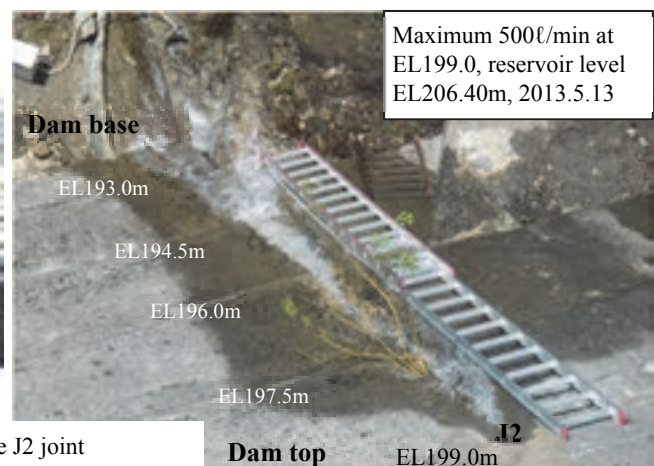 Maximum 500ℓ/min at
EL199.0, reservoir level
EL206.40m, 2013.5.13
Dam base
EL193.0m
EL194.5m
EL196.0m
EL197.5m
J2
e J2 joint
Dam top
EL199.0m